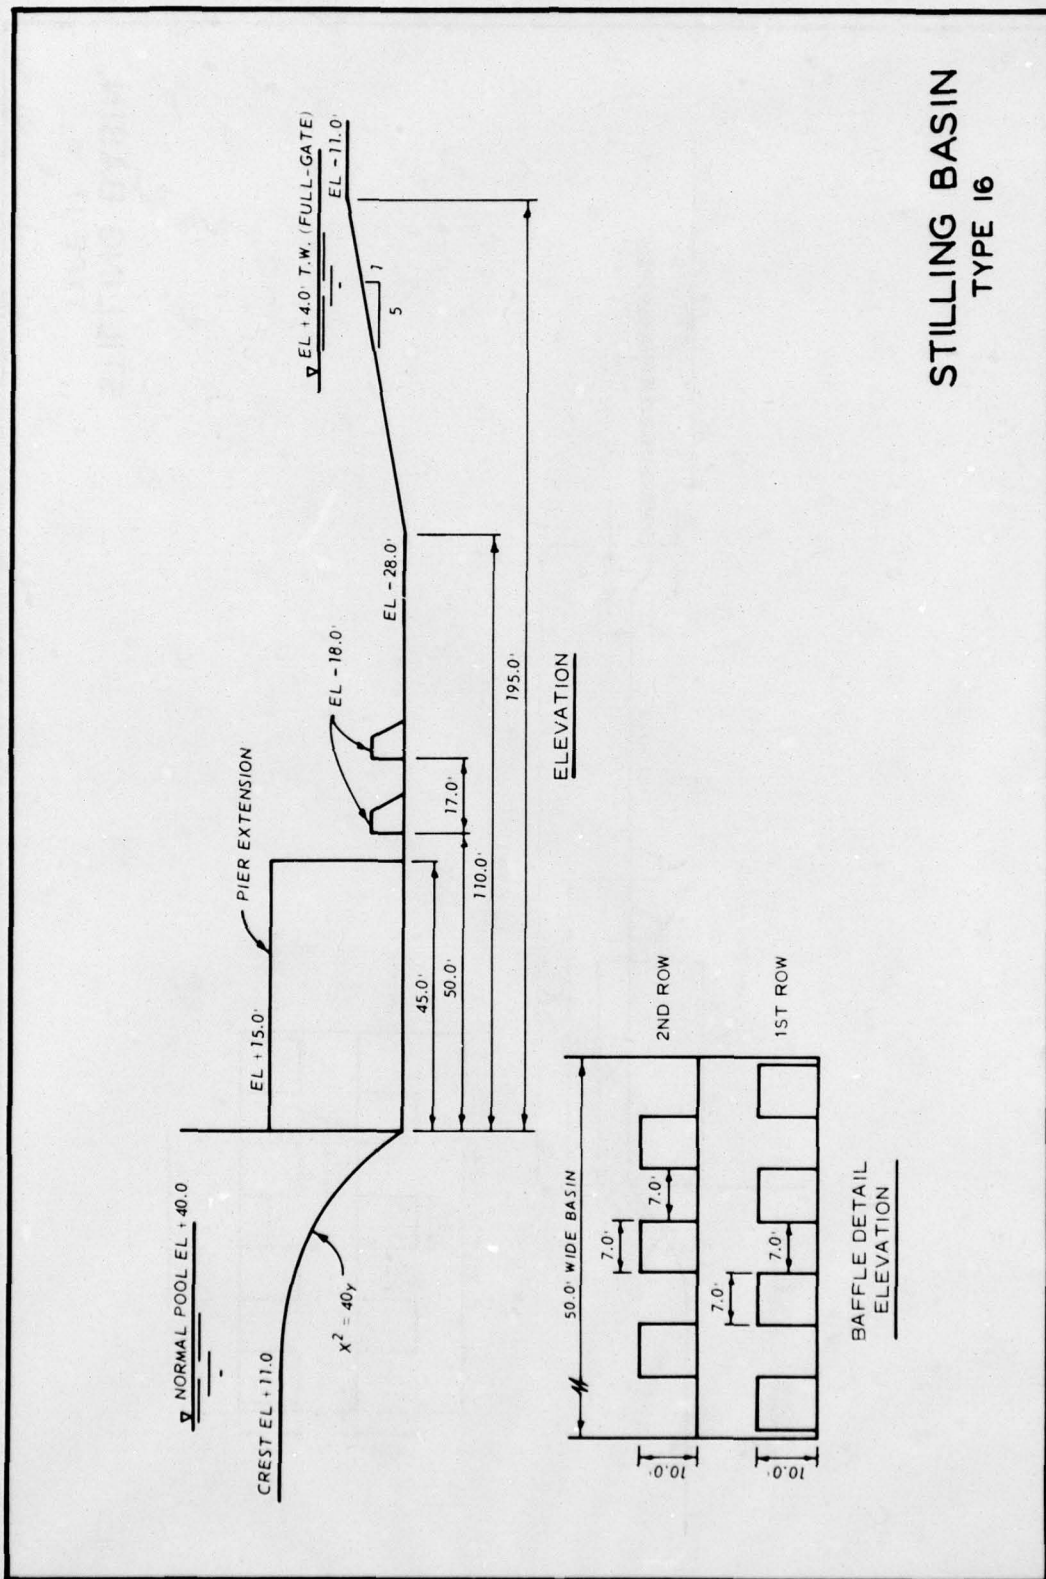 ∇ NORMAL POOL EL +40.0
CREST EL +11.0
X² = 40y
EL +15.0'
PIER EXTENSION
EL -18.0'
EL -28.0'
∇ EL +4.0' T.W. (FULL-GATE)
EL -11.0'
1
5
45.0'
50.0'
17.0'
110.0'
195.0'
ELEVATION
50.0' WIDE BASIN
7.0'
7.0'
10.0'
2ND ROW
7.0'
7.0'
10.0'
1ST ROW
BAFFLE DETAIL
ELEVATION
STILLING BASIN
TYPE 16